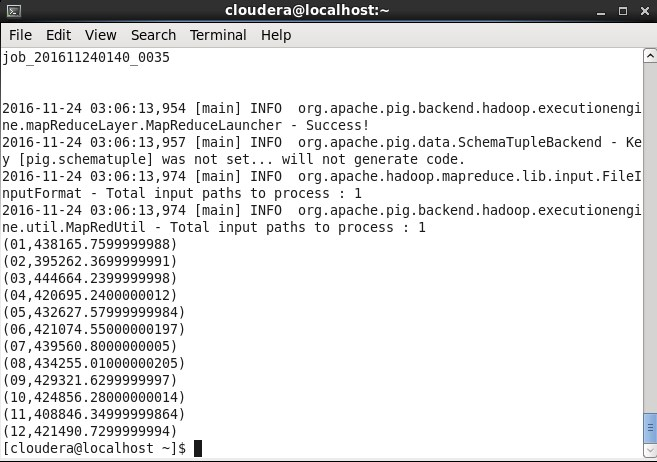 cloudera@localhost:~
File Edit View Search Terminal Help
job_201611240140_0035
2016-11-24 03:06:13,954 [main] INFO  org.apache.pig.backend.hadoop.executionengi
ne.mapReduceLayer.MapReduceLauncher - Success!
2016-11-24 03:06:13,957 [main] INFO  org.apache.pig.data.SchemaTupleBackend - Ke
y [pig.schematuple] was not set... will not generate code.
2016-11-24 03:06:13,974 [main] INFO  org.apache.hadoop.mapreduce.lib.input.FileI
nputFormat - Total input paths to process : 1
2016-11-24 03:06:13,974 [main] INFO  org.apache.pig.backend.hadoop.executionengi
ne.util.MapRedUtil - Total input paths to process : 1
(01,438165.7599999988)
(02,395262.3699999991)
(03,444664.2399999998)
(04,420695.2400000012)
(05,432627.57999999984)
(06,421074.55000000197)
(07,439560.8000000005)
(08,434255.01000000205)
(09,429321.6299999997)
(10,424856.28000000014)
(11,408846.34999999864)
(12,421490.7299999994)
[cloudera@localhost ~]$